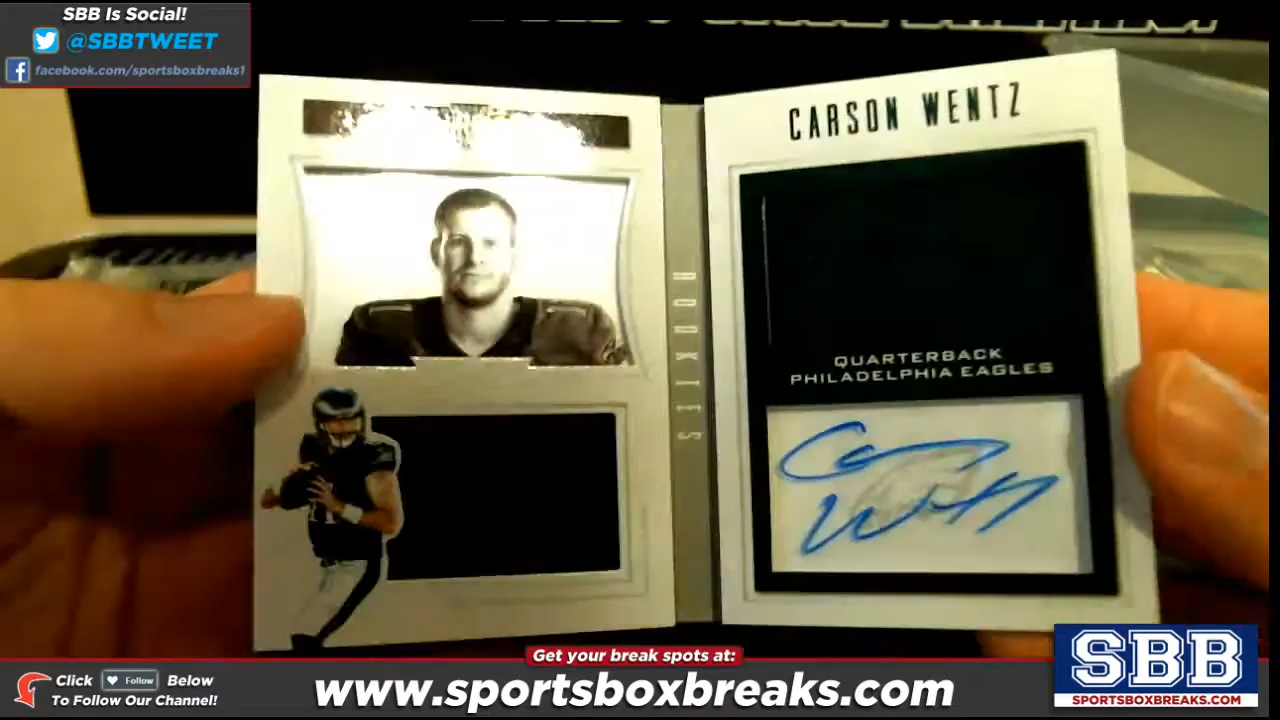 SBB Is Social!
@SBBTWEET
facebook.com/sportsboxbreaks1
CARSON WENTZ
BOOKLETS
QUARTERBACK
PHILADELPHIA EAGLES
Get your break spots at:
Click Follow Below
To Follow Our Channel!
www.sportsboxbreaks.com
SBB
SPORTSBOXBREAKS.COM